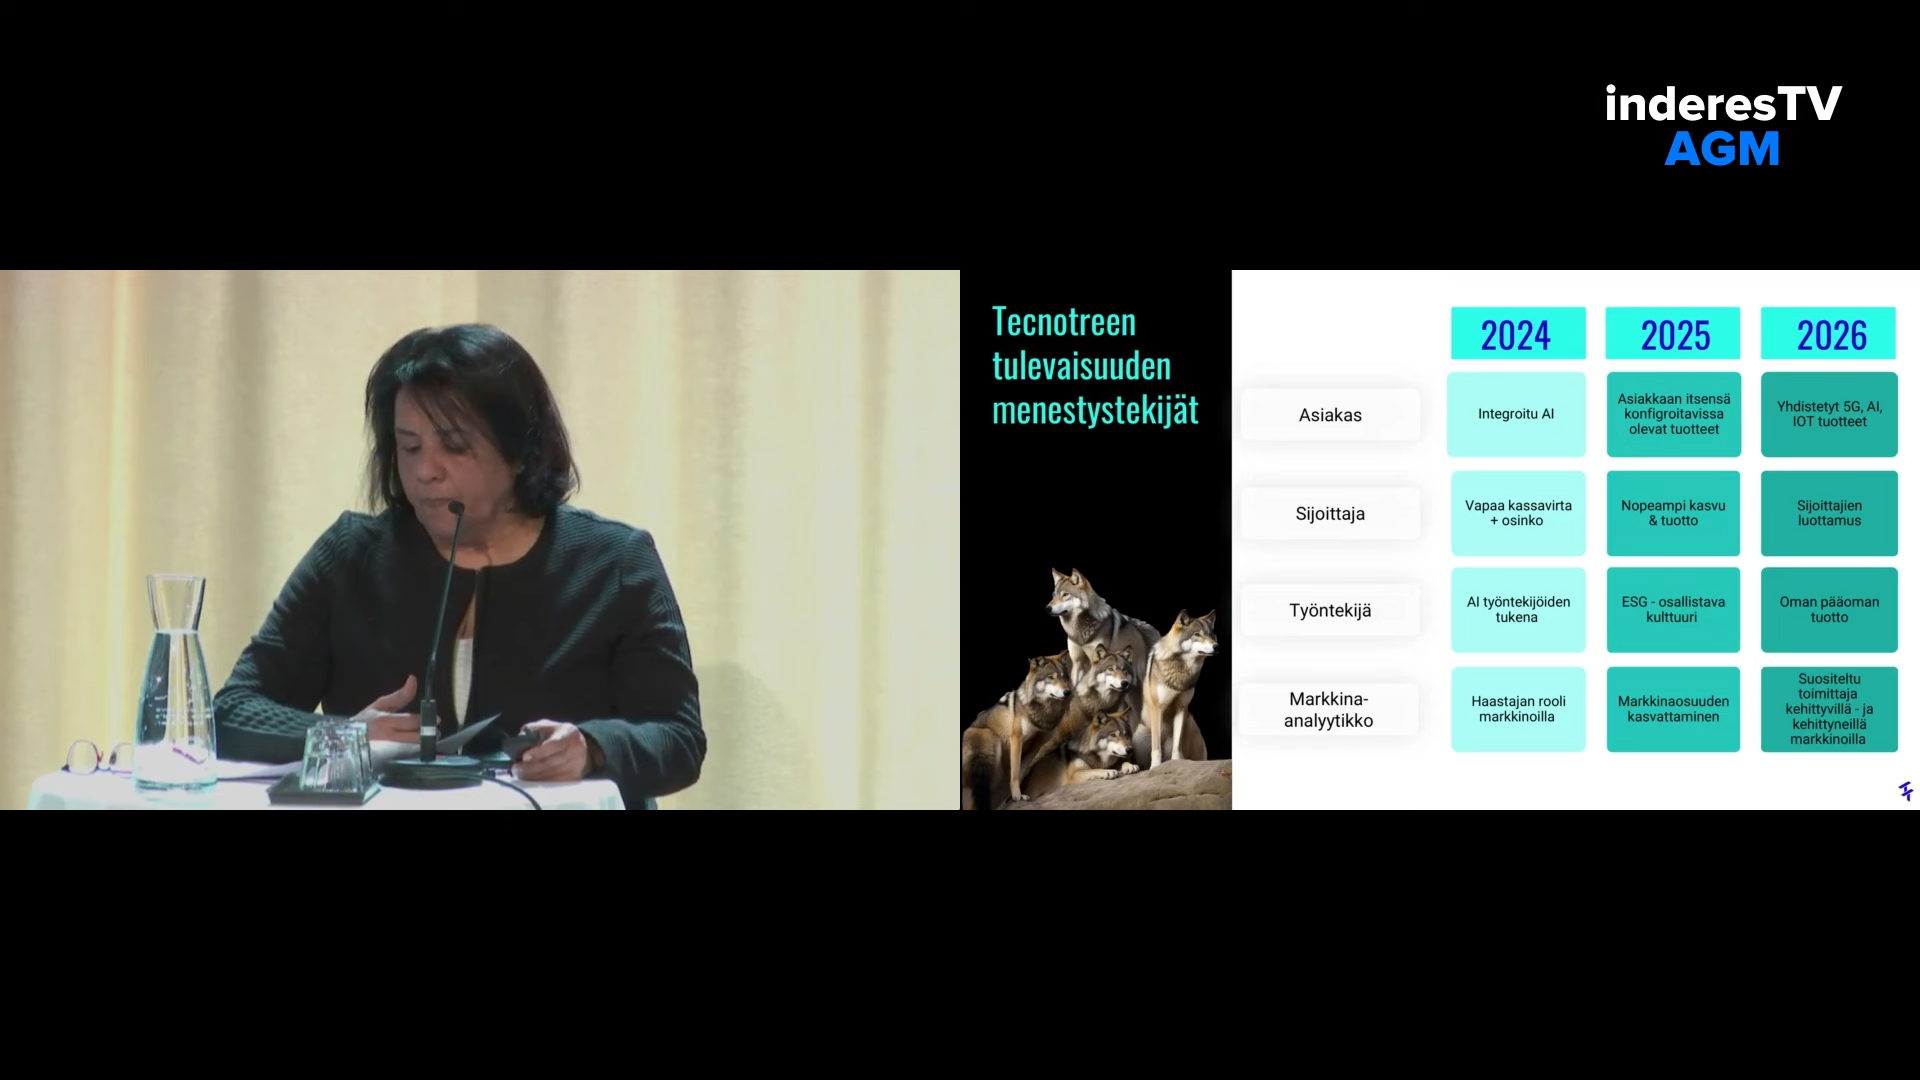 inderesTV
AGM
Tecnotreen
tulevaisuuden
menestystekijät
2024
2025
2026
Asiakas
Integroitu AI
Asiakkaan itsensä
konfigroitavissa
olevat tuotteet
Yhdistetyt 5G, AI,
IOT tuotteet
Sijoittaja
Vapaa kassavirta
+ osinko
Nopeampi kasvu
& tuotto
Sijoittajien
luottamus
Työntekijä
AI työntekijöiden
tukena
ESG - osallistava
kulttuuri
Oman pääoman
tuotto
Markkina-
analyytikko
Haastajan rooli
markkinoilla
Markkinaosuuden
kasvattaminen
Suositeltu
toimittaja
kehittyvillä - ja
kehittyneillä
markkinoilla